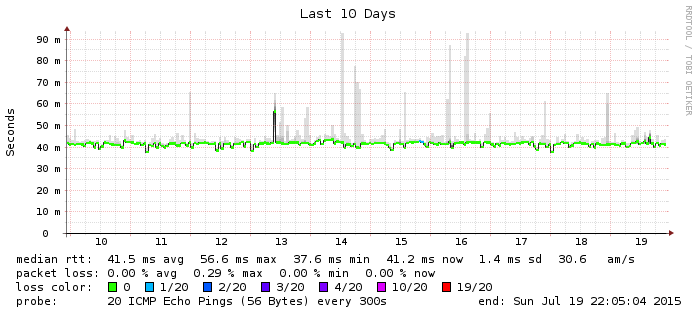 Last 10 Days
RRDTOOL / TOBI OETIKER
Seconds
90 m
80 m
70 m
60 m
50 m
40 m
30 m
20 m
10 m
0
10 11 12 13 14 15 16 17 18 19
median rtt: 41.5 ms avg 56.6 ms max 37.6 ms min 41.2 ms now 1.4 ms sd 30.6 am/s
packet loss: 0.00 % avg 0.29 % max 0.00 % min 0.00 % now
loss color: 0 1/20 2/20 3/20 4/20 10/20 19/20
probe: 20 ICMP Echo Pings (56 Bytes) every 300s end: Sun Jul 19 22:05:04 2015